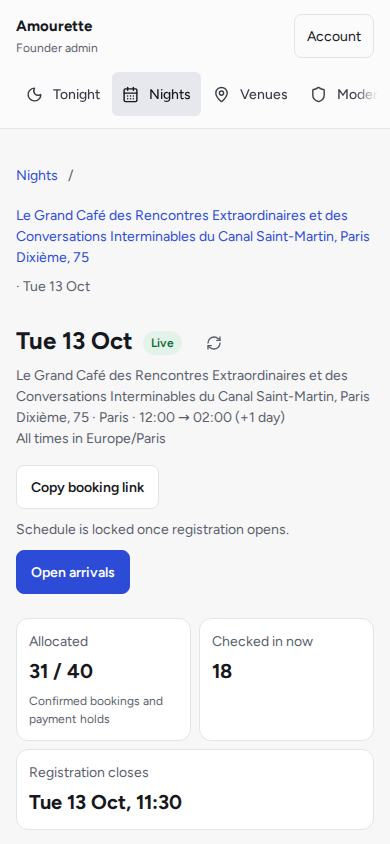 Amourette
Founder admin
Account
Tonight
Nights
Venues
Moder
Nights /
Le Grand Café des Rencontres Extraordinaires et des
Conversations Interminables du Canal Saint-Martin, Paris
Dixième, 75
· Tue 13 Oct
Tue 13 Oct
Live
Le Grand Café des Rencontres Extraordinaires et des
Conversations Interminables du Canal Saint-Martin, Paris
Dixième, 75 · Paris · 12:00 → 02:00 (+1 day)
All times in Europe/Paris
Copy booking link
Schedule is locked once registration opens.
Open arrivals
Allocated
31 / 40
Confirmed bookings and
payment holds
Checked in now
18
Registration closes
Tue 13 Oct, 11:30